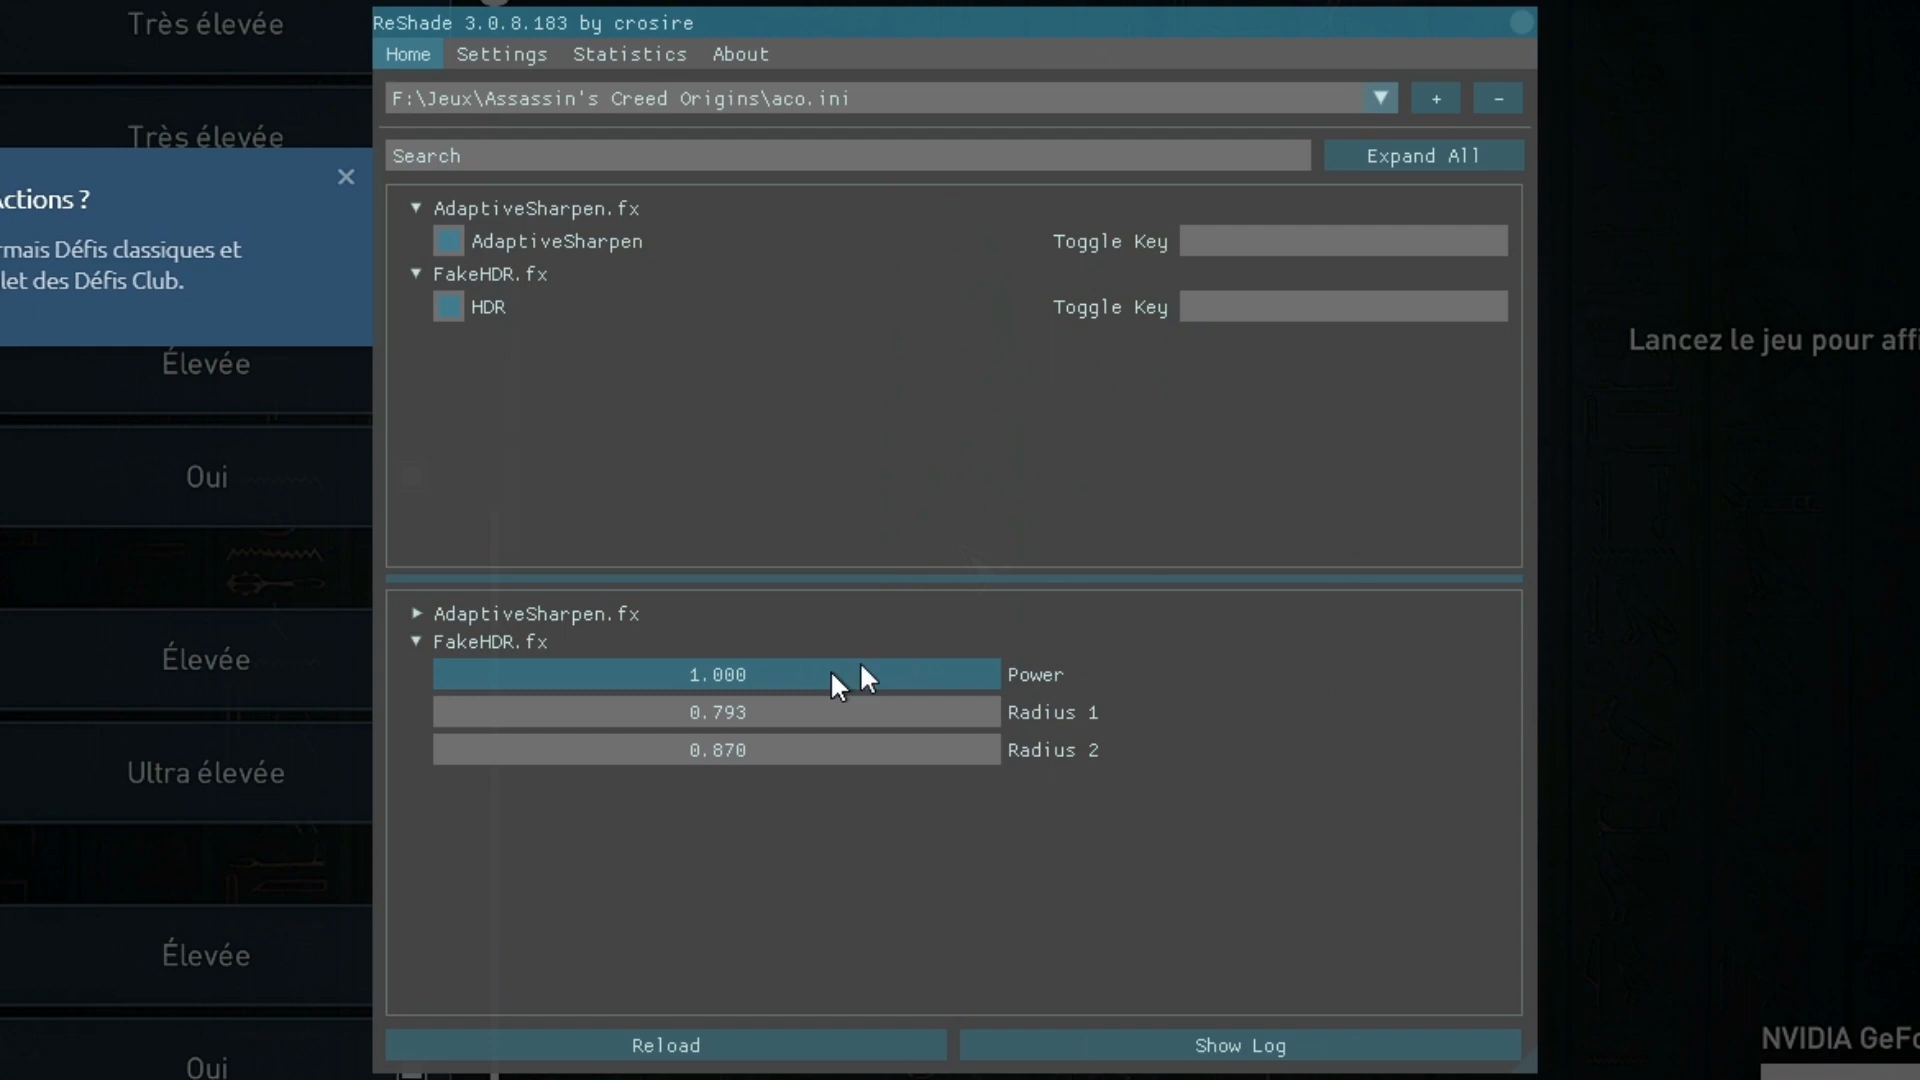 Très élevée
Très élevée
Actions ?
rmais Défis classiques et
let des Défis Club.
Élevée
Oui
Élevée
Ultra élevée
Élevée
Oui
ReShade 3.0.8.183 by crosire
Home Settings Statistics About
F:\Jeux\Assassin's Creed Origins\aco.ini
+ -
Search
Expand All
AdaptiveSharpen.fx
AdaptiveSharpen
Toggle Key
FakeHDR.fx
HDR
Toggle Key
AdaptiveSharpen.fx
FakeHDR.fx
1.000 Power
0.793 Radius 1
0.870 Radius 2
Reload
Show Log
Lancez le jeu pour affi
NVIDIA GeFo